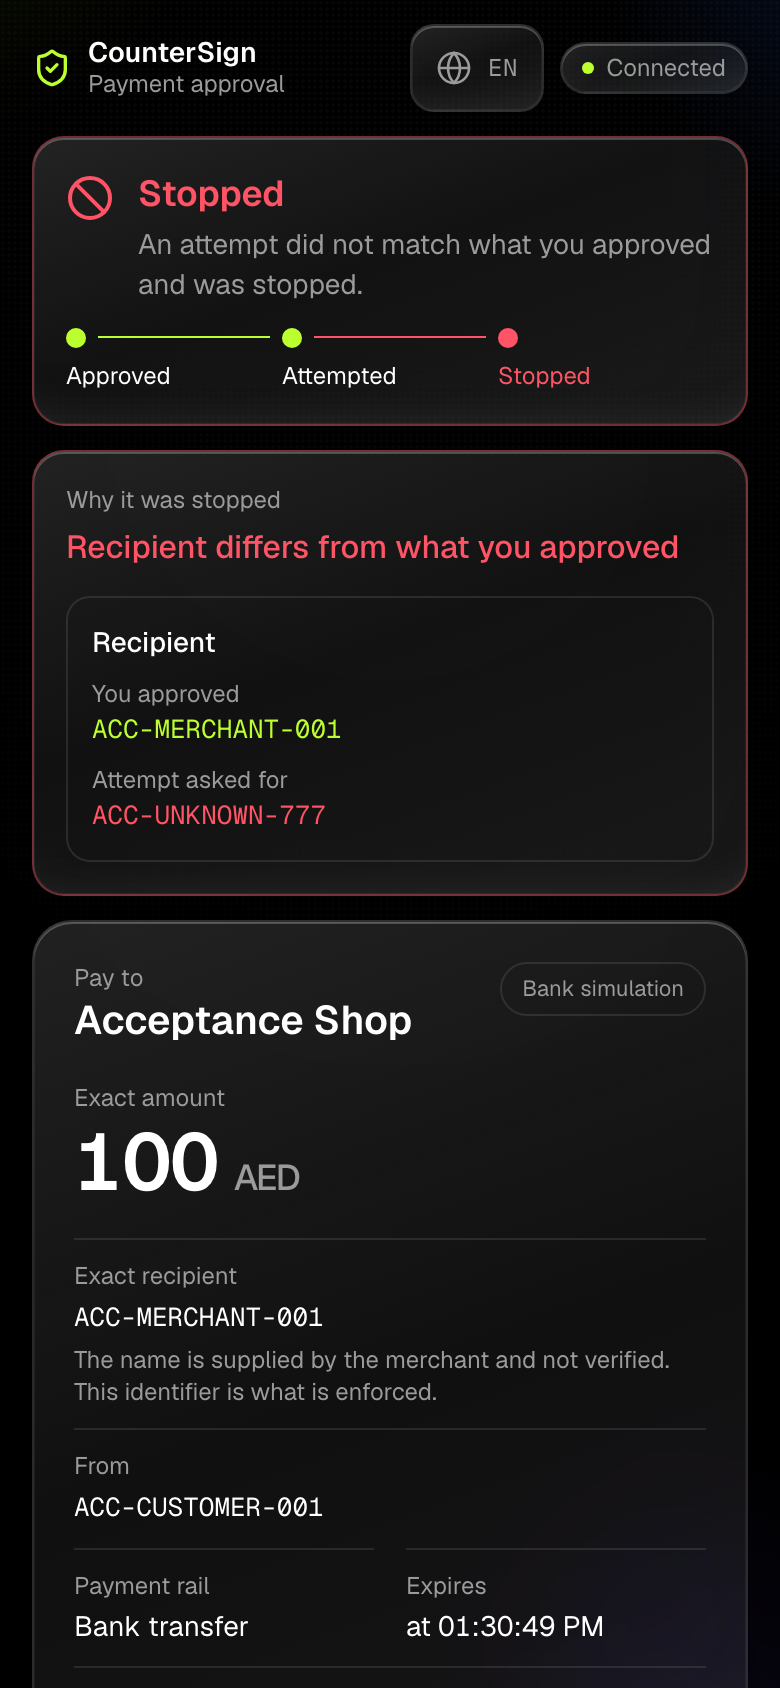 CounterSign
Payment approval
EN
Connected
Stopped
An attempt did not match what you approved
and was stopped.
Approved
Attempted
Stopped
Why it was stopped
Recipient differs from what you approved
Recipient
You approved
ACC-MERCHANT-001
Attempt asked for
ACC-UNKNOWN-777
Pay to
Acceptance Shop
Bank simulation
Exact amount
100 AED
Exact recipient
ACC-MERCHANT-001
The name is supplied by the merchant and not verified.
This identifier is what is enforced.
From
ACC-CUSTOMER-001
Payment rail
Bank transfer
Expires
at 01:30:49 PM